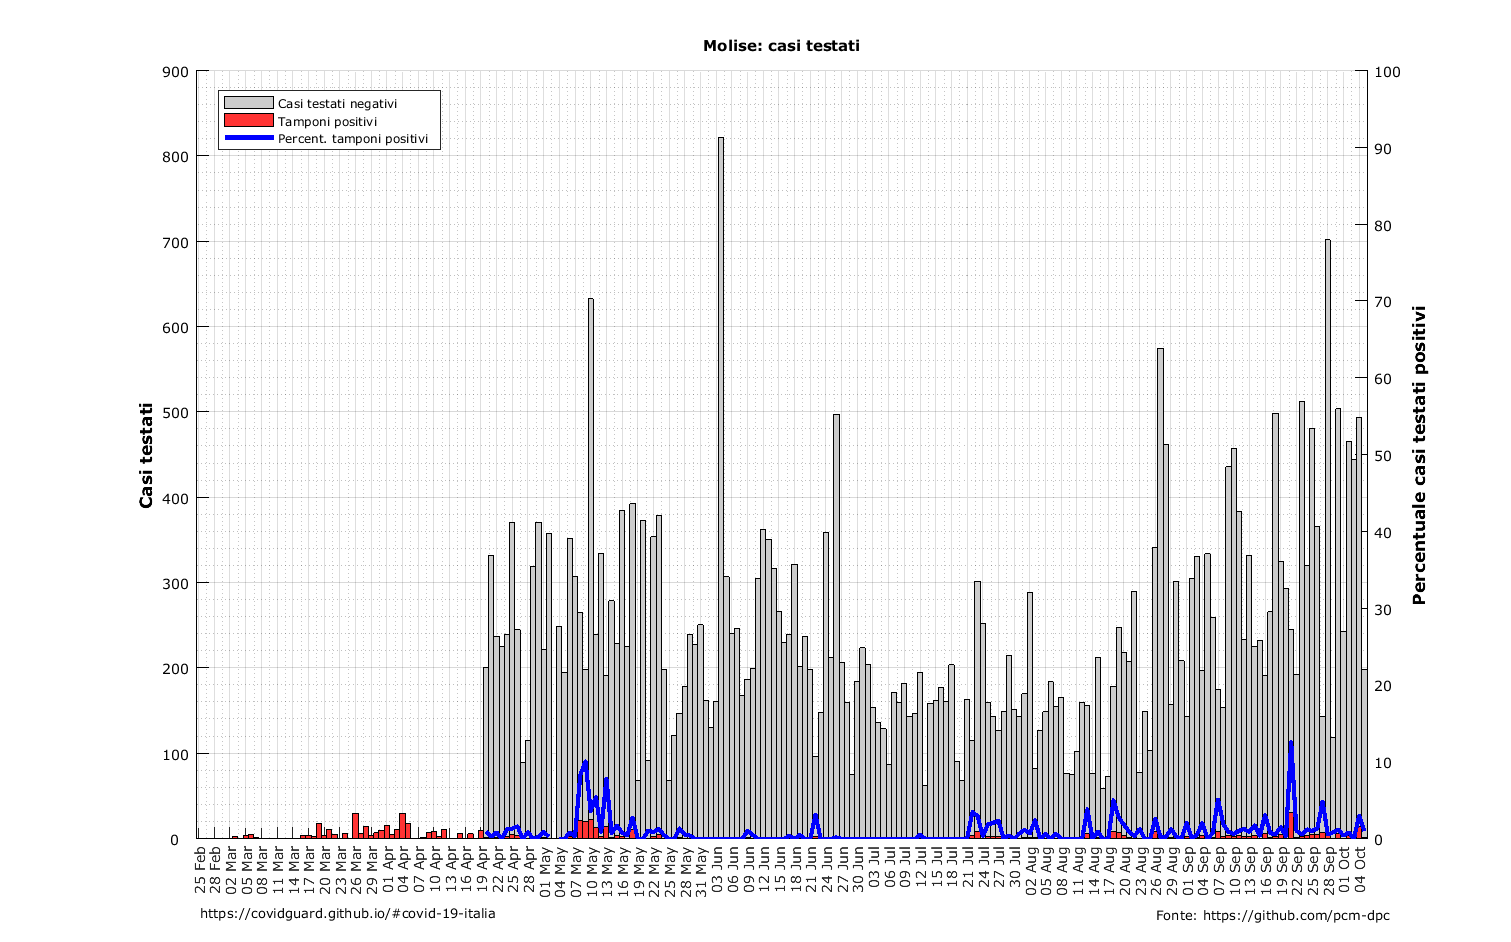 Molise: casi testati
Casi testati negativi
Tamponi positivi
Percent. tamponi positivi
Casi testati
900
800
700
600
500
400
300
200
100
0
100
90
80
70
60
50
40
30
20
10
0
Percentuale casi testati positivi
25 Feb
28 Feb
02 Mar
05 Mar
08 Mar
11 Mar
14 Mar
17 Mar
20 Mar
23 Mar
26 Mar
29 Mar
01 Apr
04 Apr
07 Apr
10 Apr
13 Apr
16 Apr
19 Apr
22 Apr
25 Apr
28 Apr
01 May
04 May
07 May
10 May
13 May
16 May
19 May
22 May
25 May
28 May
31 May
03 Jun
06 Jun
09 Jun
12 Jun
15 Jun
18 Jun
21 Jun
24 Jun
27 Jun
30 Jun
03 Jul
06 Jul
09 Jul
12 Jul
15 Jul
18 Jul
21 Jul
24 Jul
27 Jul
30 Jul
02 Aug
05 Aug
08 Aug
11 Aug
14 Aug
17 Aug
20 Aug
23 Aug
26 Aug
29 Aug
01 Sep
04 Sep
07 Sep
10 Sep
13 Sep
16 Sep
19 Sep
22 Sep
25 Sep
28 Sep
01 Oct
04 Oct
https://covidguard.github.io/#covid-19-italia
Fonte: https://github.com/pcm-dpc